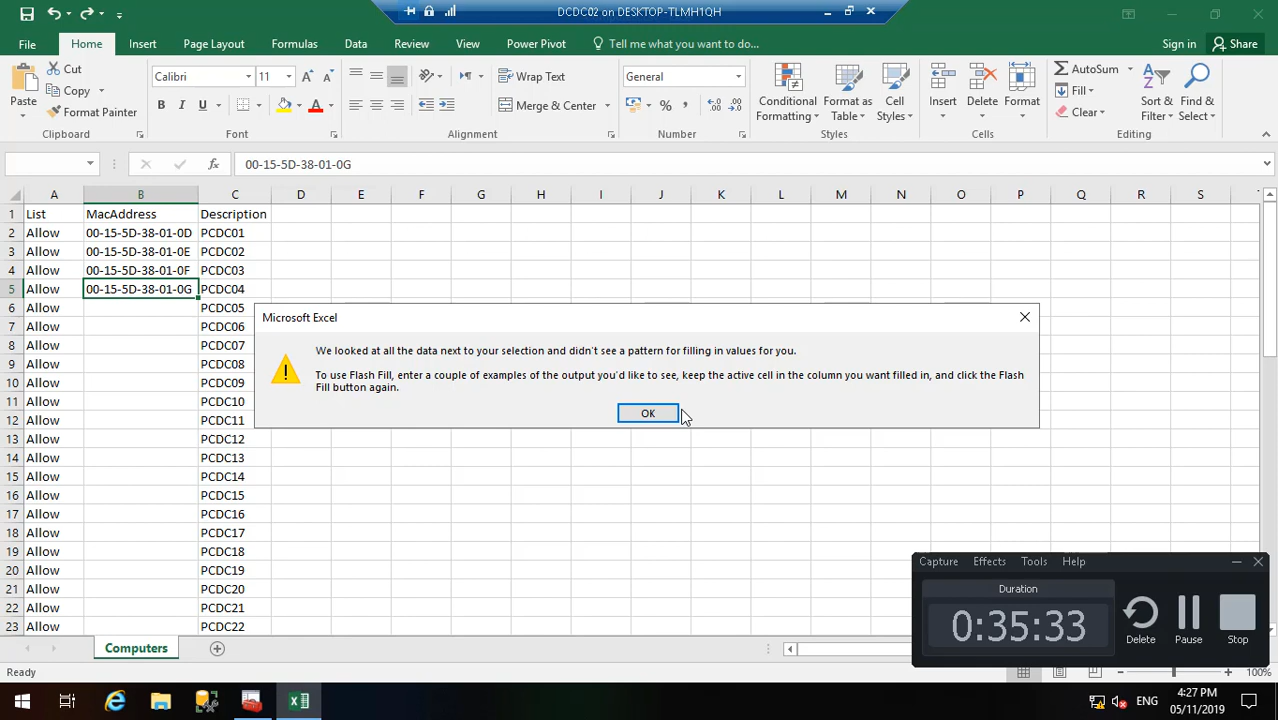 DCDC02 on DESKTOP-TLMH1QH
File Home Insert Page Layout Formulas Data Review View Power Pivot Tell me what you want to do... Sign in Share
Paste
Cut
Copy
Format Painter
Clipboard
Calibri 11
B I U
A
Font
Wrap Text
Merge & Center
Alignment
General
% , 
Number
Conditional Formatting
Format as Table
Cell Styles
Styles
Insert Delete Format
Cells
AutoSum
Fill
Clear
Sort & Filter
Find & Select
Editing
fx 00-15-5D-38-01-0G
A B C D E F G H I J K L M N O P Q R S
1 List MacAddress Description
2 Allow 00-15-5D-38-01-0D PCDC01
3 Allow 00-15-5D-38-01-0E PCDC02
4 Allow 00-15-5D-38-01-0F PCDC03
5 Allow 00-15-5D-38-01-0G PCDC04
6 Allow PCDC05
7 Allow PCDC06
8 Allow PCDC07
9 Allow PCDC08
10 Allow PCDC09
11 Allow PCDC10
12 Allow PCDC11
13 Allow PCDC12
14 Allow PCDC13
15 Allow PCDC14
16 Allow PCDC15
17 Allow PCDC16
18 Allow PCDC17
19 Allow PCDC18
20 Allow PCDC19
21 Allow PCDC20
22 Allow PCDC21
23 Allow PCDC22
Microsoft Excel
We looked at all the data next to your selection and didn't see a pattern for filling in values for you.
To use Flash Fill, enter a couple of examples of the output you'd like to see, keep the active cell in the column you want filled in, and click the Flash
Fill button again.
OK
Capture Effects Tools Help
Duration
0:35:33
Delete Pause Stop
Computers
Ready
100%
ENG
4:27 PM
05/11/2019